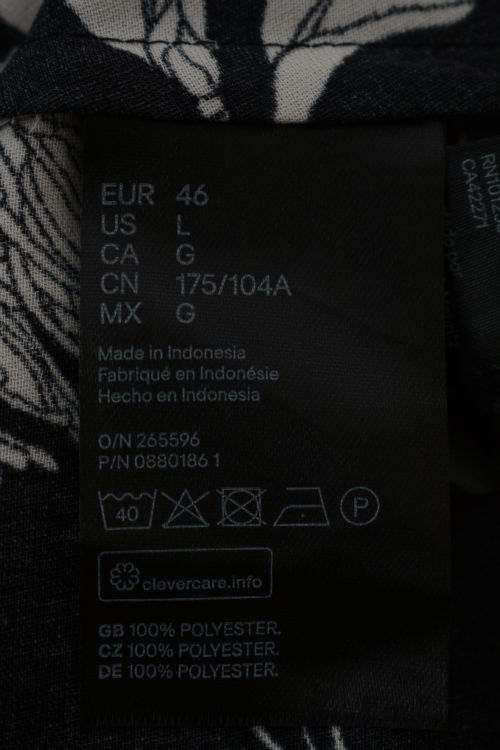 EUR 46
US L
CA G
CN 175/104A
MX G
Made in Indonesia
Fabriqué en Indonésie
Hecho en Indonesia
O/N 265596
P/N 0880186 1
40
P
clevercare.info
GB 100% POLYESTER.
CZ 100% POLYESTER.
DE 100% POLYESTER.
CA42271